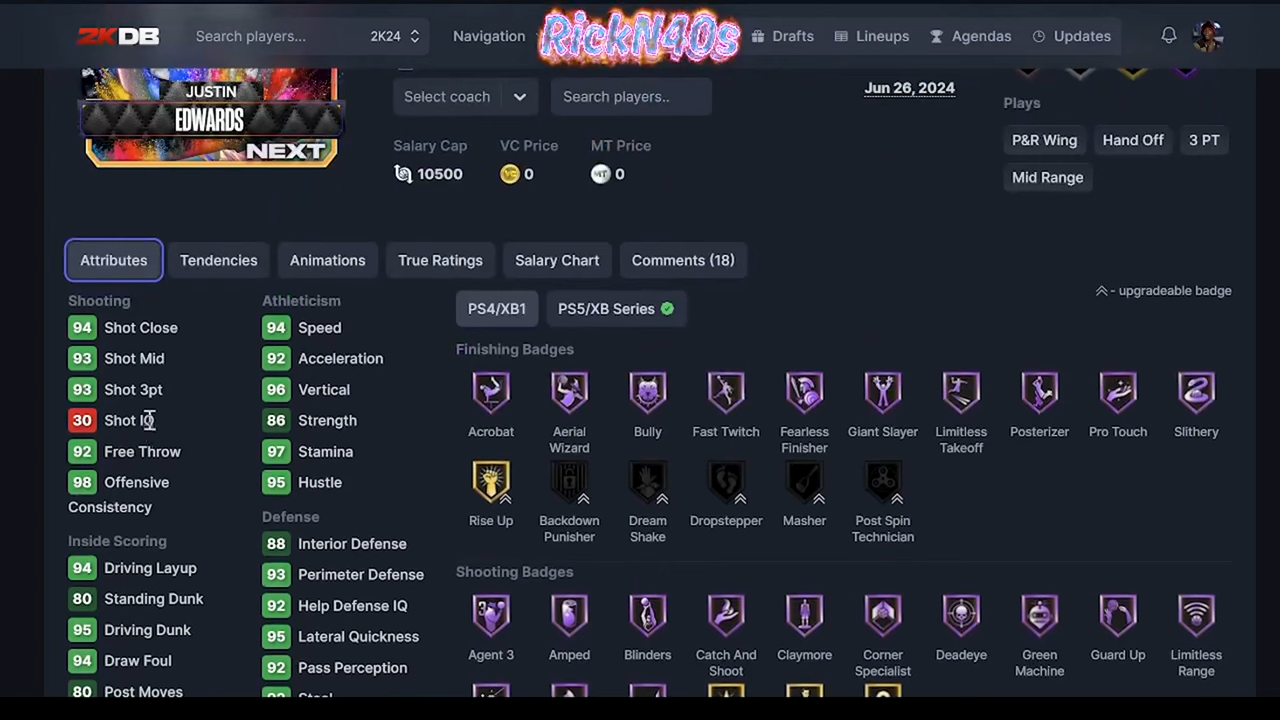 2KDB
Search players...
2K24
Navigation
RickN40s
Drafts
Lineups
Agendas
Updates
JUSTIN
EDWARDS
NEXT
Select coach
Search players..
Jun 26, 2024
Plays
P&R Wing
Hand Off
3 PT
Mid Range
Salary Cap
VC Price
MT Price
10500
0
MT
0
Attributes
Tendencies
Animations
True Ratings
Salary Chart
Comments (18)
- upgradeable badge
PS4/XB1
PS5/XB Series
Shooting
94 Shot Close
93 Shot Mid
93 Shot 3pt
30 Shot IQ
92 Free Throw
98 Offensive
Consistency
Inside Scoring
94 Driving Layup
80 Standing Dunk
95 Driving Dunk
94 Draw Foul
80 Post Moves
Athleticism
94 Speed
92 Acceleration
96 Vertical
86 Strength
97 Stamina
95 Hustle
Defense
88 Interior Defense
93 Perimeter Defense
92 Help Defense IQ
95 Lateral Quickness
92 Pass Perception
Steal
Finishing Badges
Acrobat
Aerial
Wizard
Bully
Fast Twitch
Fearless
Finisher
Giant Slayer
Limitless
Takeoff
Posterizer
Pro Touch
Slithery
Rise Up
Backdown
Punisher
Dream
Shake
Dropstepper
Masher
Post Spin
Technician
Shooting Badges
Agent 3
Amped
Blinders
Catch And
Shoot
Claymore
Corner
Specialist
Deadeye
Green
Machine
Guard Up
Limitless
Range